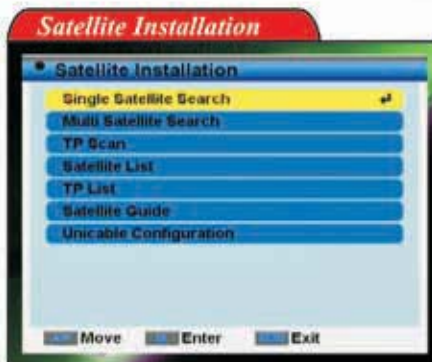 Satellite Installation
Satellite Installation
Single Satellite Search
Multi Satellite Search
TP Scan
Satellite List
TP List
Satellite Guide
Unicable Configuration
Move Enter Exit